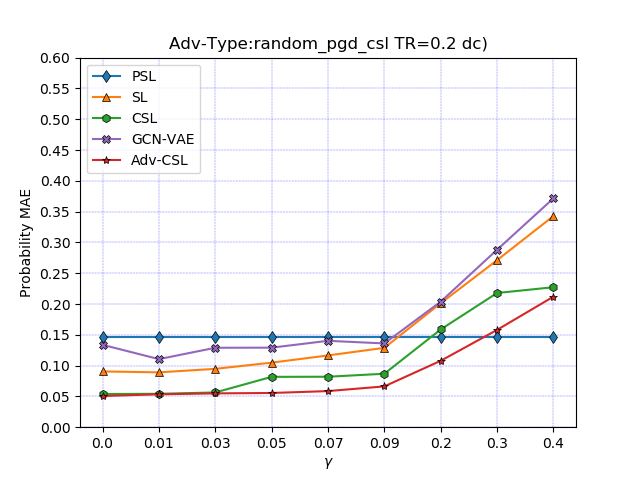 Adv-Type:random_pgd_csl TR=0.2 dc)
0.60
0.55
0.50
0.45
0.40
0.35
0.30
0.25
0.20
0.15
0.10
0.05
0.00
Probability MAE
PSL
SL
CSL
GCN-VAE
Adv-CSL
0.0 0.01 0.03 0.05 0.07 0.09 0.2 0.3 0.4
γ